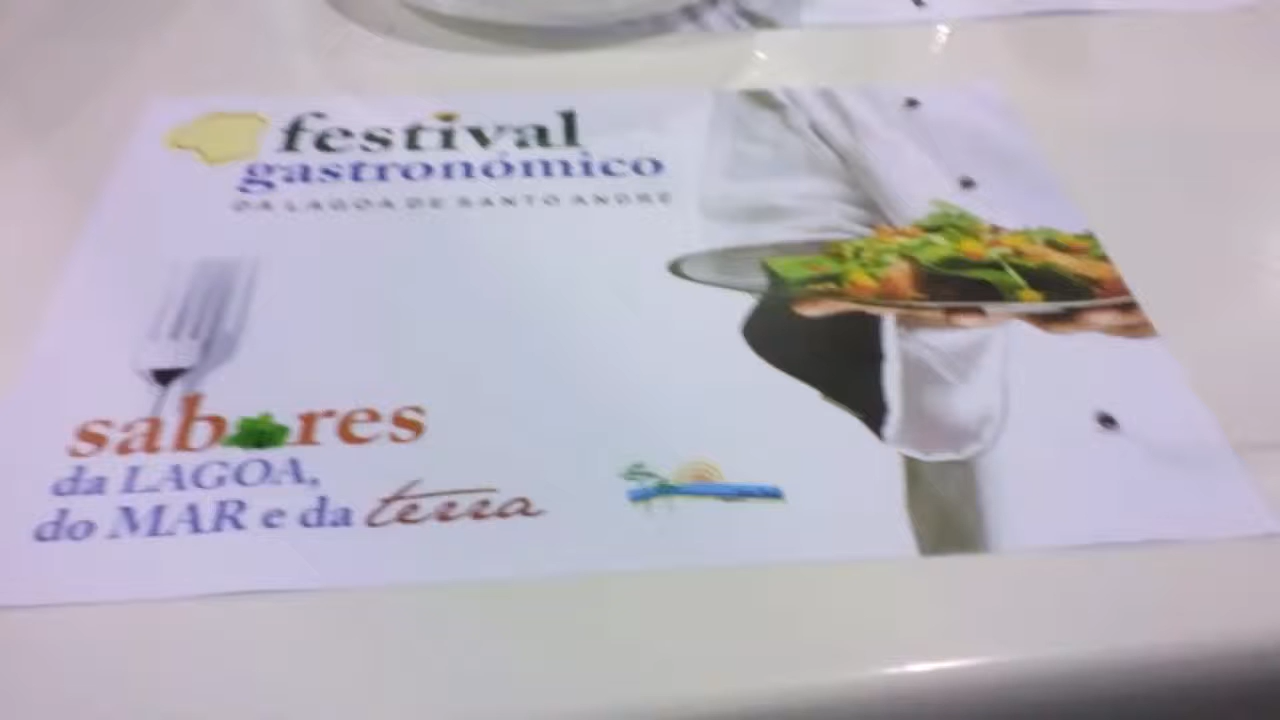 festival
gastronómico
DA LAGOA DE SANTO ANDRÉ
sabores
da LAGOA,
do MAR e da terra